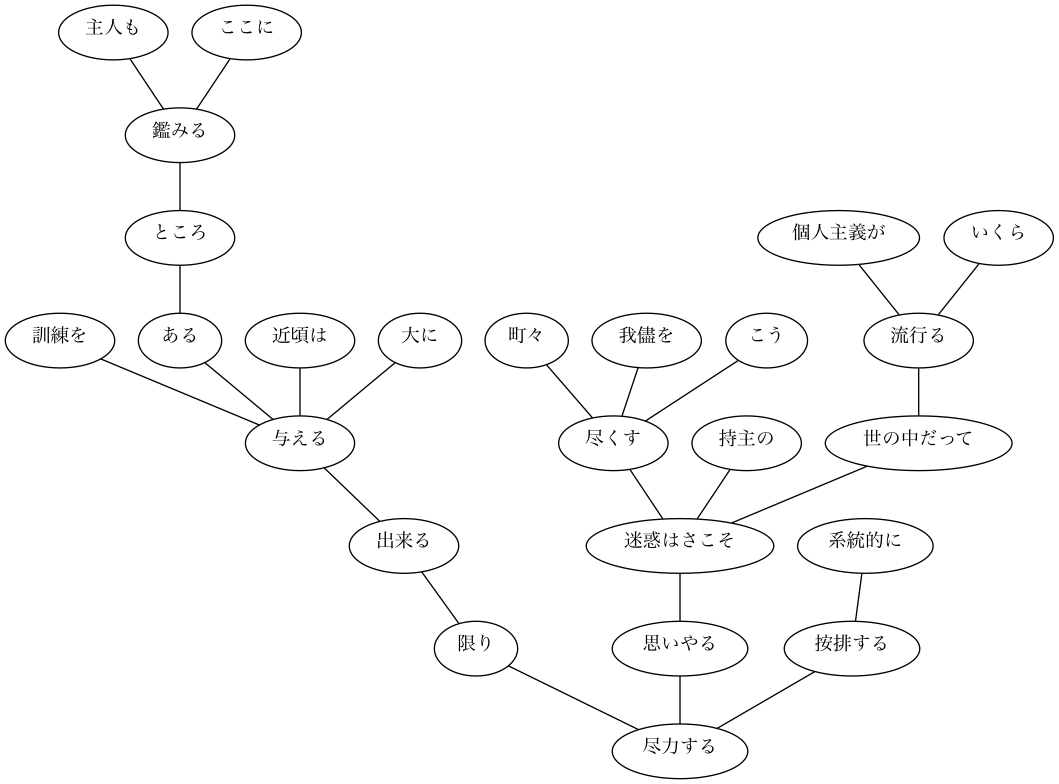 主人も
ここに
鑑みる
ところ
個人主義が
いくら
訓練を
ある
近頃は
大に
町々
我儘を
こう
流行る
与える
尽くす
持主の
世の中だって
出来る
迷惑はさこそ
系統的に
限り
思いやる
按排する
尽力する